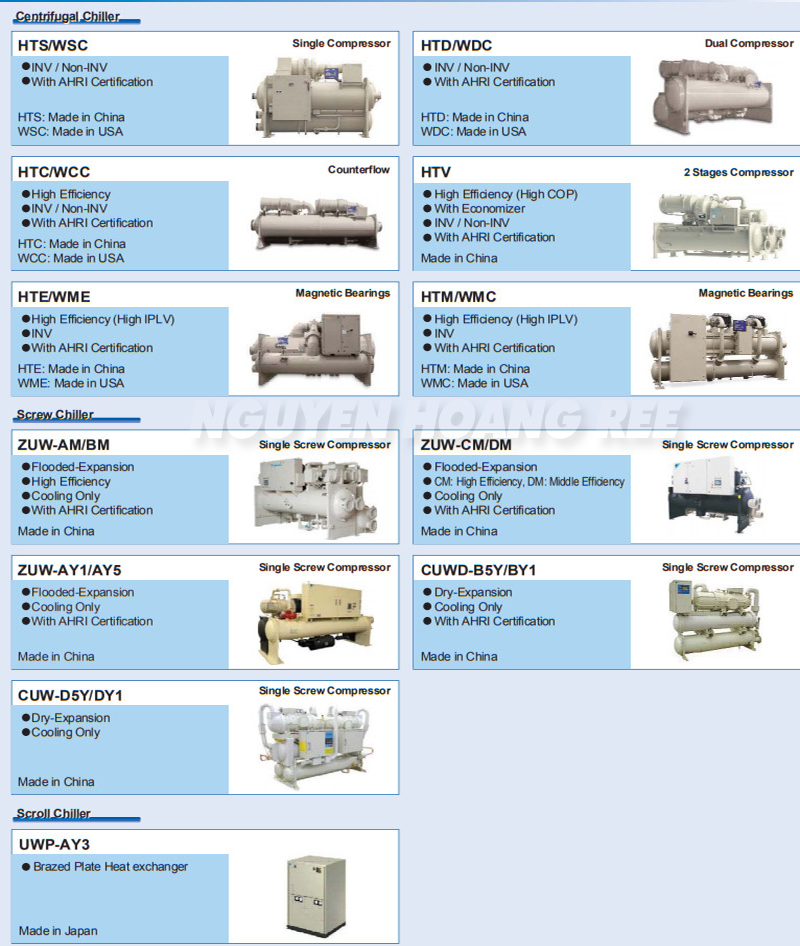 Centrifugal Chiller
HTS/WSC
Single Compressor
●INV / Non-INV
●With AHRI Certification
HTS: Made in China
WSC: Made in USA
HTD/WDC
Dual Compressor
● INV / Non-INV
● With AHRI Certification
HTD: Made in China
WDC: Made in USA
HTC/WCC
Counterflow
●High Efficiency
●INV / Non-INV
●With AHRI Certification
HTC: Made in China
WCC: Made in USA
HTV
2 Stages Compressor
● High Efficiency (High COP)
● With Economizer
● INV / Non-INV
● With AHRI Certification
Made in China
HTE/WME
Magnetic Bearings
●High Efficiency (High IPLV)
●INV
●With AHRI Certification
HTE: Made in China
WME: Made in USA
HTM/WMC
Magnetic Bearings
● High Efficiency (High IPLV)
● INV
● With AHRI Certification
HTM: Made in China
WMC: Made in USA
NGUYEN HOANG REE
Screw Chiller
ZUW-AM/BM
Single Screw Compressor
●Flooded-Expansion
●High Efficiency
●Cooling Only
●With AHRI Certification
Made in China
ZUW-CM/DM
Single Screw Compressor
● Flooded-Expansion
● CM: High Efficiency, DM: Middle Efficiency
● Cooling Only
● With AHRI Certification
Made in China
ZUW-AY1/AY5
Single Screw Compressor
●Flooded-Expansion
●Cooling Only
●With AHRI Certification
Made in China
CUWD-B5Y/BY1
Single Screw Compressor
● Dry-Expansion
● Cooling Only
● With AHRI Certification
Made in China
CUW-D5Y/DY1
Single Screw Compressor
●Dry-Expansion
●Cooling Only
Made in China
Scroll Chiller
UWP-AY3
● Brazed Plate Heat exchanger
Made in Japan